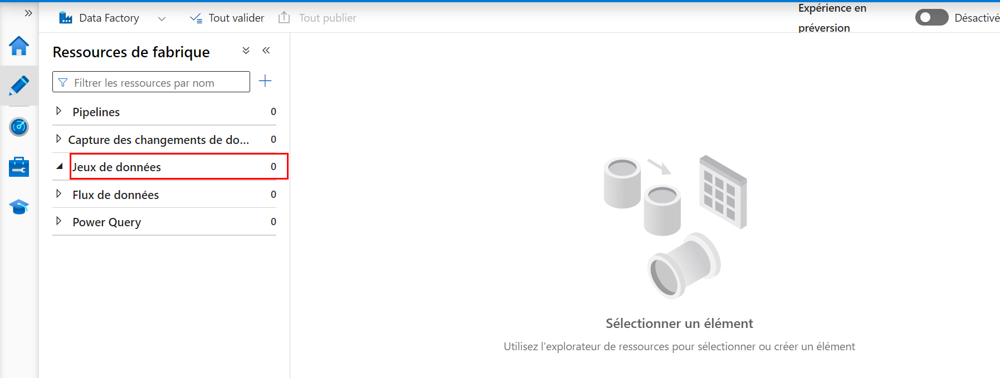 Data Factory
Tout valider
Tout publier
Expérience en
préversion
Désactivé
Ressources de fabrique
Filtrer les ressources par nom
Pipelines 0
Capture des changements de do... 0
Jeux de données 0
Flux de données 0
Power Query 0
Sélectionner un élément
Utilisez l'explorateur de ressources pour sélectionner ou créer un élément